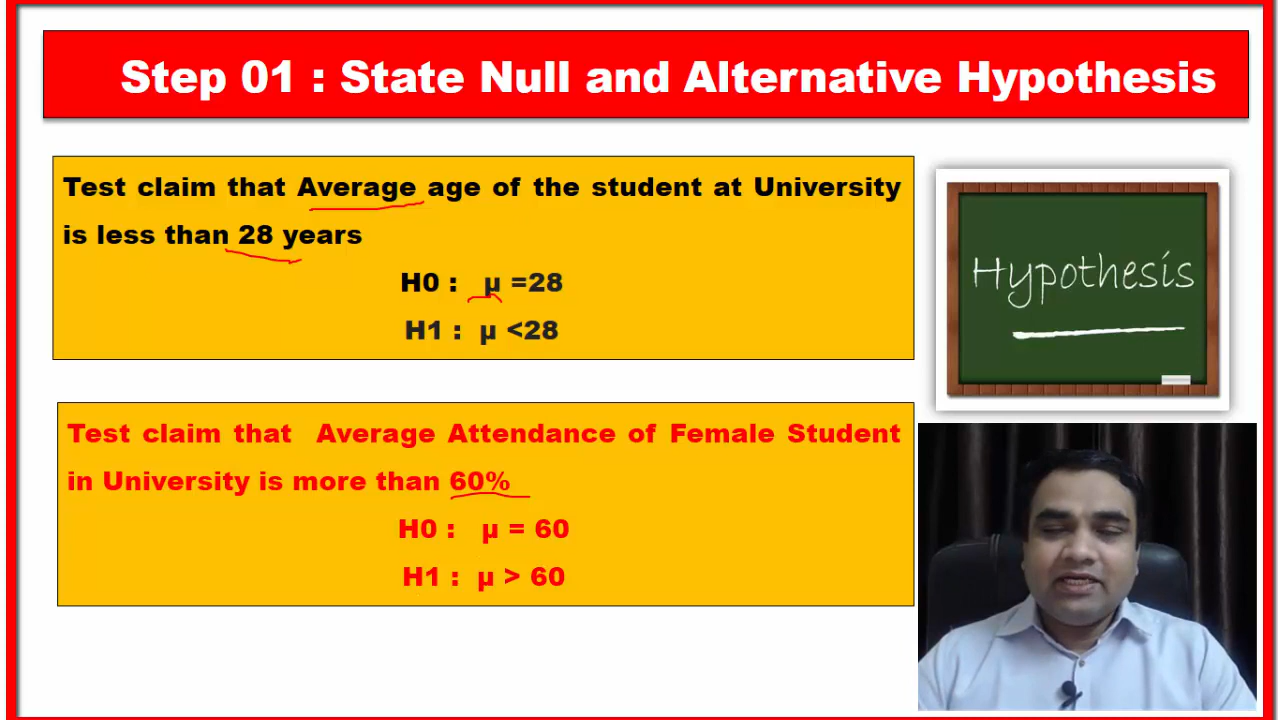 Step 01 : State Null and Alternative Hypothesis
Test claim that Average age of the student at University
is less than 28 years
H0 : μ =28
H1 : μ <28
Hypothesis
Test claim that Average Attendance of Female Student
in University is more than 60%
H0 : μ = 60
H1 : μ > 60